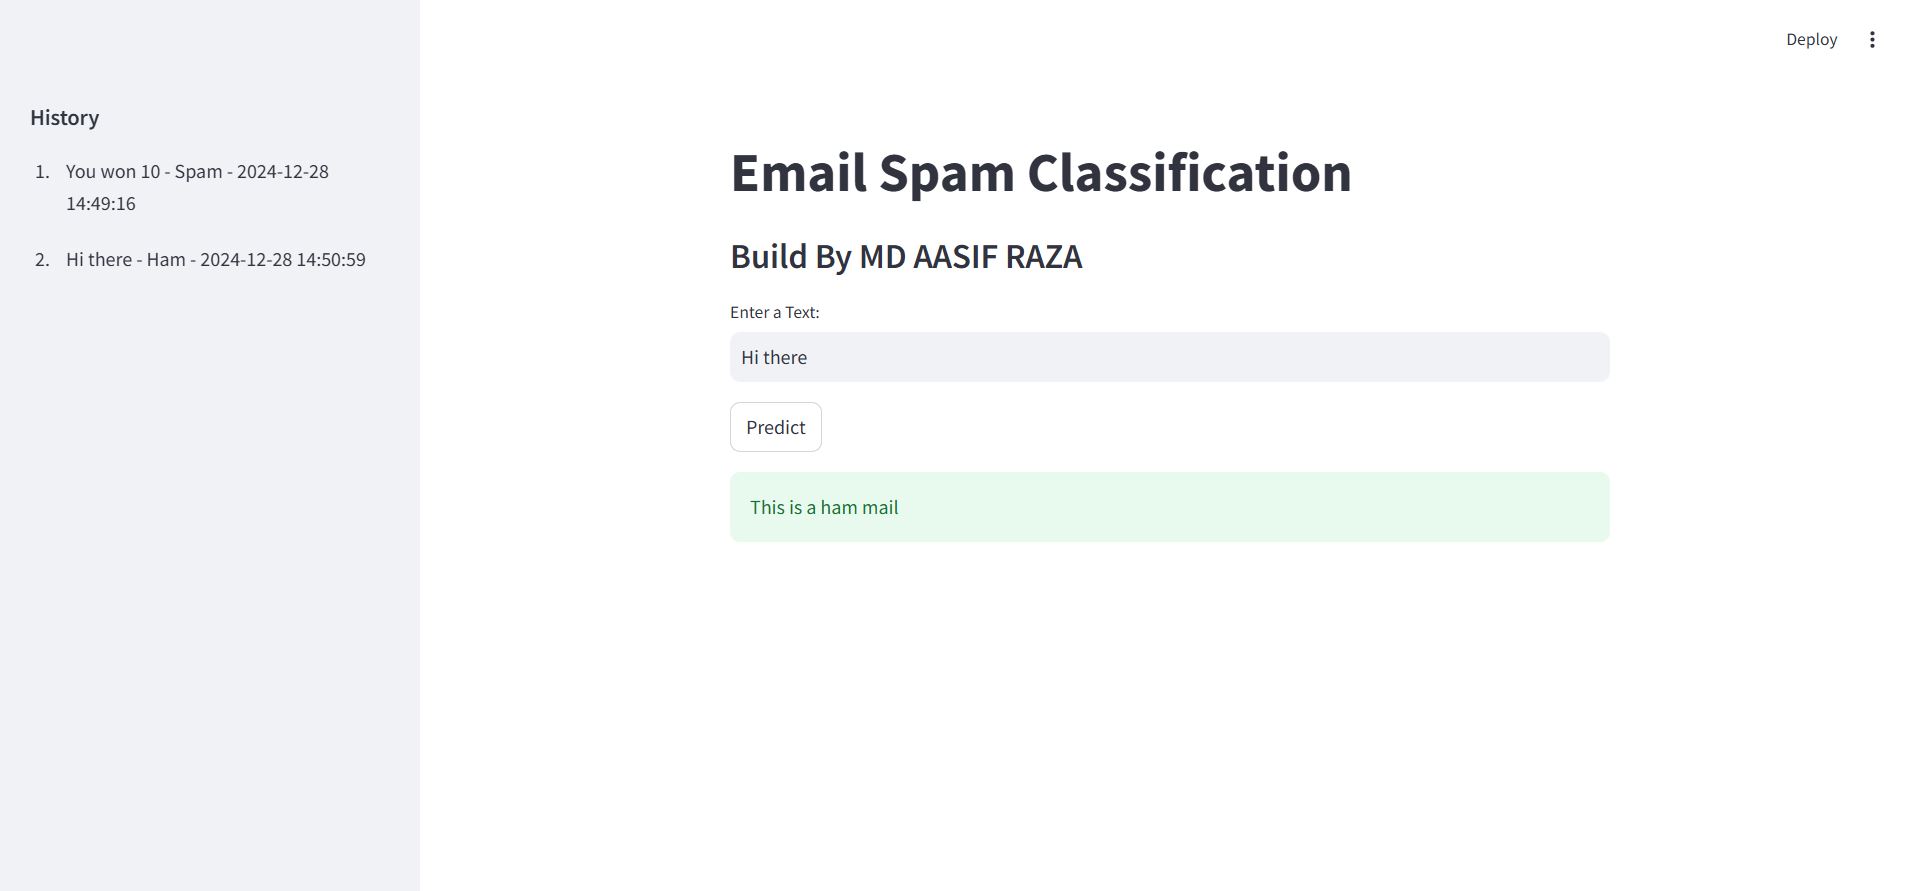 Deploy
History
1. You won 10 - Spam - 2024-12-28
14:49:16
2. Hi there - Ham - 2024-12-28 14:50:59
Email Spam Classification
Build By MD AASIF RAZA
Enter a Text:
Hi there
Predict
This is a ham mail